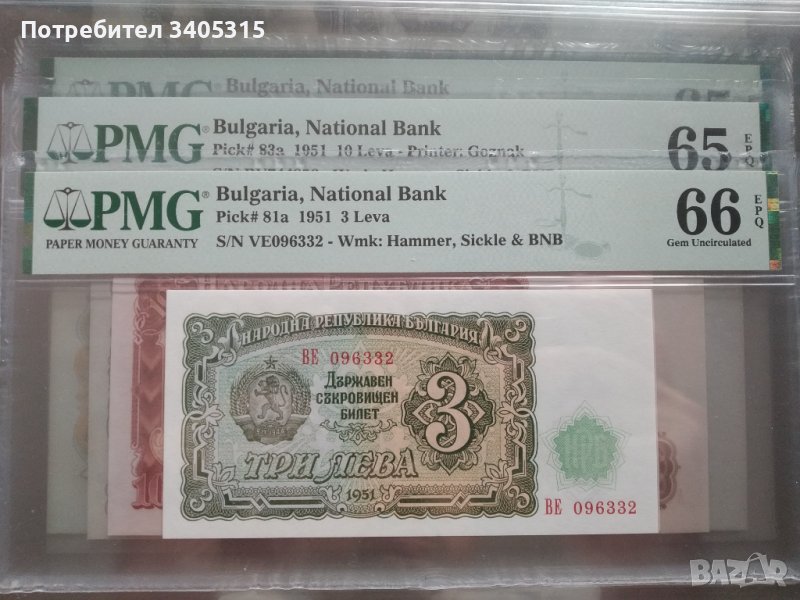 Потребител 3405315
Bulgaria, National Bank
65
PMG
Bulgaria, National Bank
Pick# 83a 1951 10 Leva - Printer: Goznak
65 EPQ
PMG
PAPER MONEY GUARANTY
Bulgaria, National Bank
Pick# 81a 1951 3 Leva
S/N VE096332 - Wmk: Hammer, Sickle & BNB
66 EPQ
Gem Uncirculated
НАРОДНА РЕПУБЛИКА БЪЛГАРИЯ
ВЕ 096332
ДЪРЖАВЕН
СЪКРОВИЩЕН
БИЛЕТ
3
ТРИ ЛЕВА
1951
ВЕ 096332
BAZAR